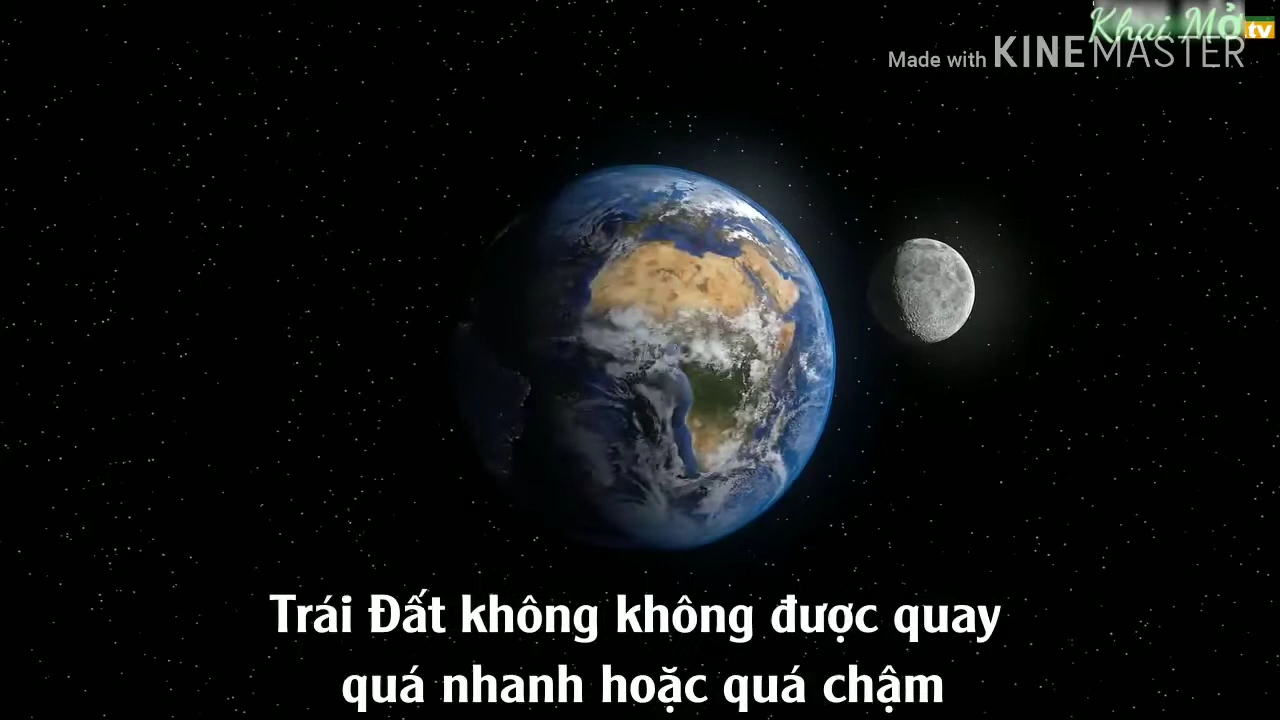 Khai Mở tv
Made with KINEMASTER
Trái Đất không không được quay
quá nhanh hoặc quá chậm